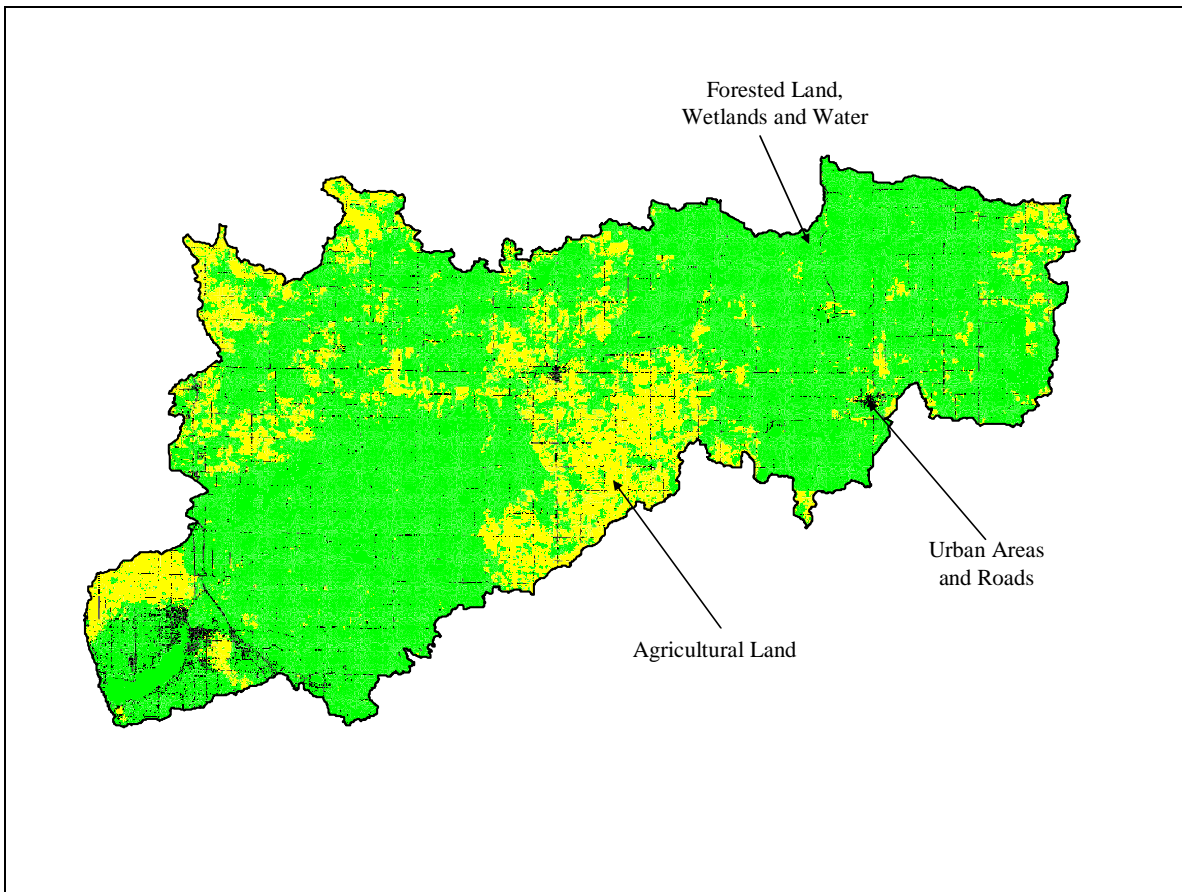 Forested Land,
Wetlands and Water
Urban Areas
and Roads
Agricultural Land